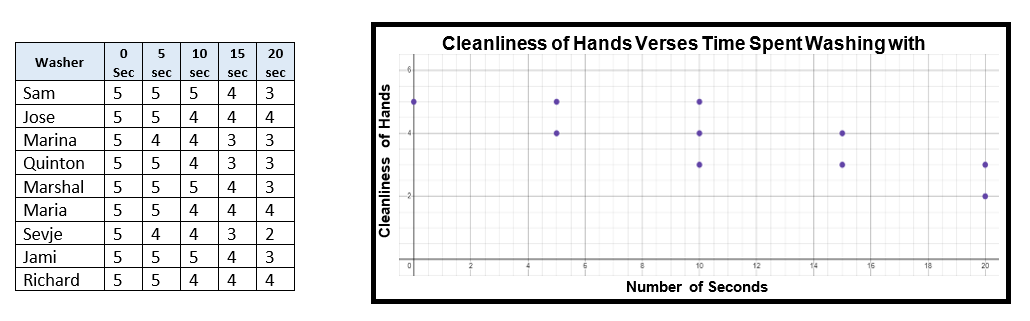 Washer 0 Sec 5 sec 10 sec 15 sec 20 sec
Sam 5 5 5 4 3
Jose 5 5 4 4 4
Marina 5 4 4 3 3
Quinton 5 5 4 3 3
Marshal 5 5 5 4 3
Maria 5 5 4 4 4
Sevje 5 4 4 3 2
Jami 5 5 5 4 3
Richard 5 5 4 4 4
Cleanliness of Hands Verses Time Spent Washing with
Cleanliness of Hands
6
4
2
0 2 4 6 8 10 12 14 16 18 20
Number of Seconds